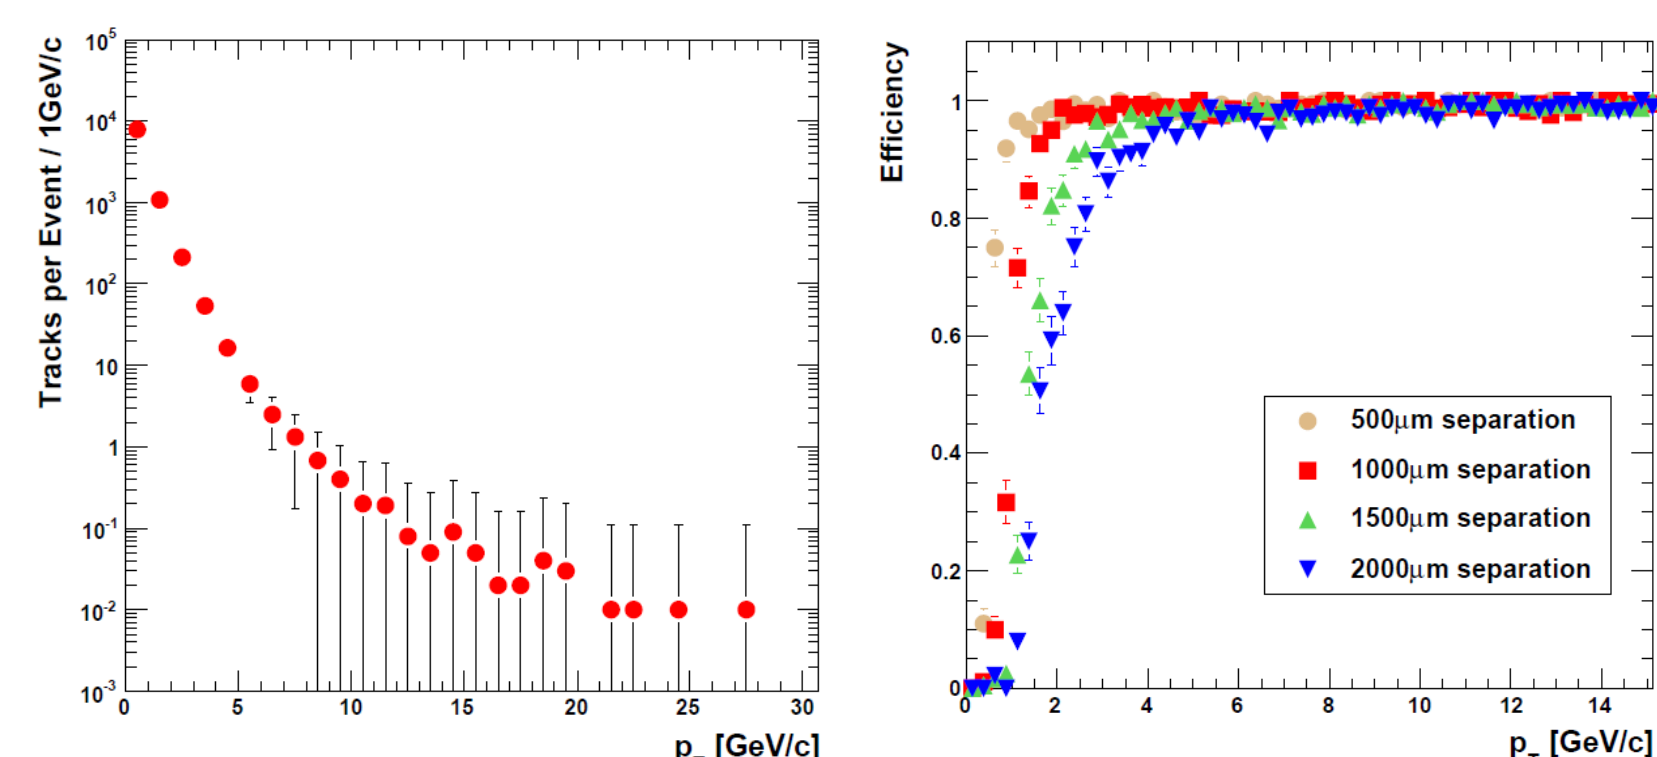 Tracks per Event / 1GeV/c
10^5
10^4
10^3
10^2
10
1
10^-1
10^-2
10^-3
0 5 10 15 20 25 30
p_T [GeV/c]
Efficiency
1
0.8
0.6
0.4
0.2
0
0 2 4 6 8 10 12 14
p_T [GeV/c]
500μm separation
1000μm separation
1500μm separation
2000μm separation